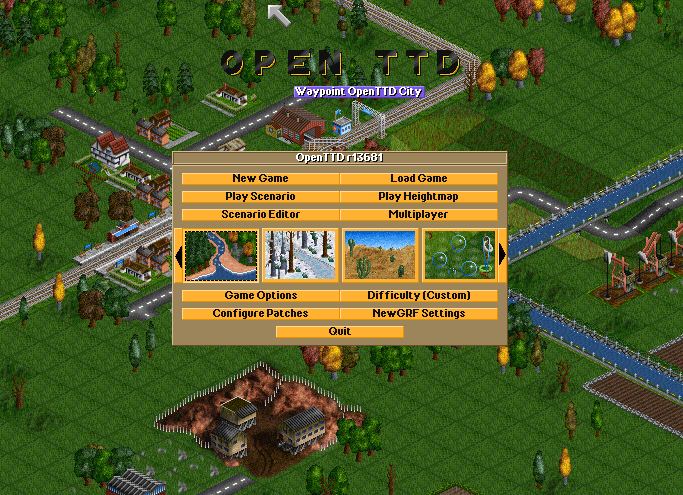 OPEN TTD
Waypoint OpenTTD City
OpenTTD r13681
New Game
Load Game
Play Scenario
Play Heightmap
Scenario Editor
Multiplayer
Game Options
Difficulty (Custom)
Configure Patches
NewGRF Settings
Quit